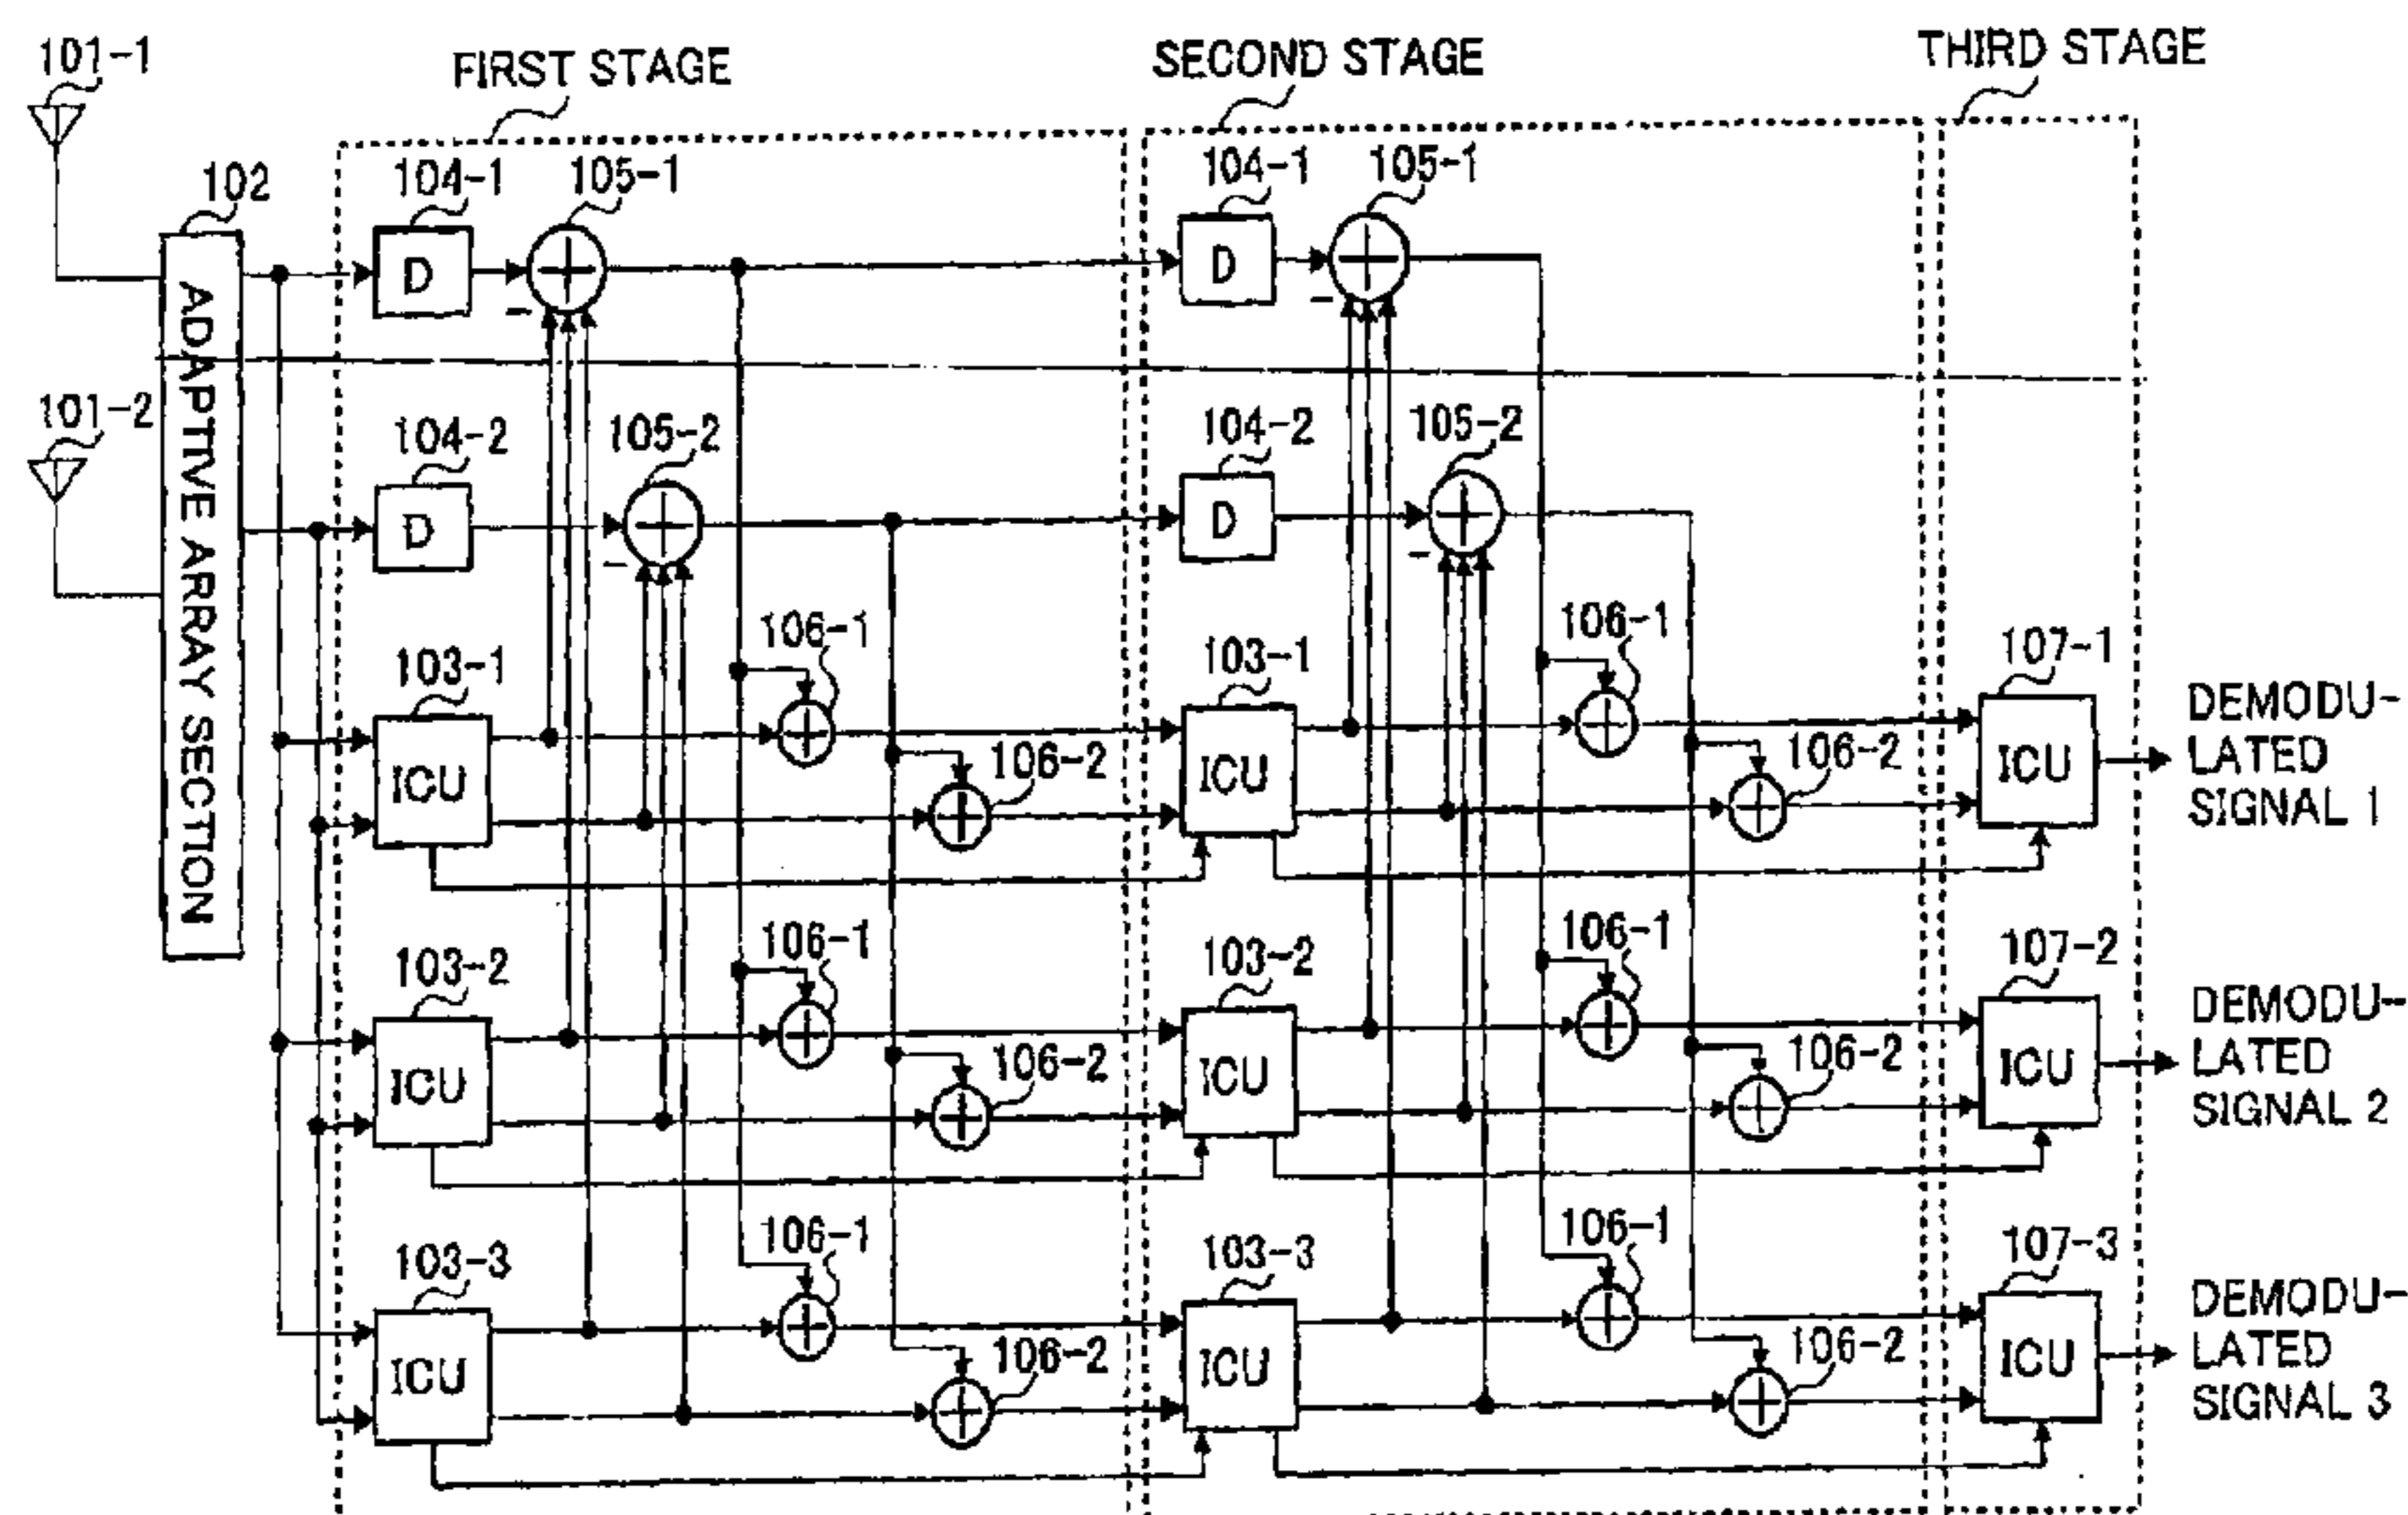 101-1
FIRST STAGE
SECOND STAGE
THIRD STAGE
102
104-1
105-1
104-1
105-1
D
+
D
+
-
-
ADAPTIVE ARRAY SECTION
101-2
104-2
105-2
104-2
105-2
D
+
D
+
-
-
106-1
106-1
103-1
103-1
107-1
+
+
ICU
106-2
ICU
106-2
ICU
DEMODU-
LATED
SIGNAL 1
+
+
106-1
106-1
103-2
103-2
107-2
+
+
ICU
106-2
ICU
106-2
ICU
DEMODU-
LATED
SIGNAL 2
+
+
106-1
106-1
103-3
103-3
107-3
+
+
ICU
106-2
ICU
106-2
ICU
DEMODU-
LATED
SIGNAL 3
+
+